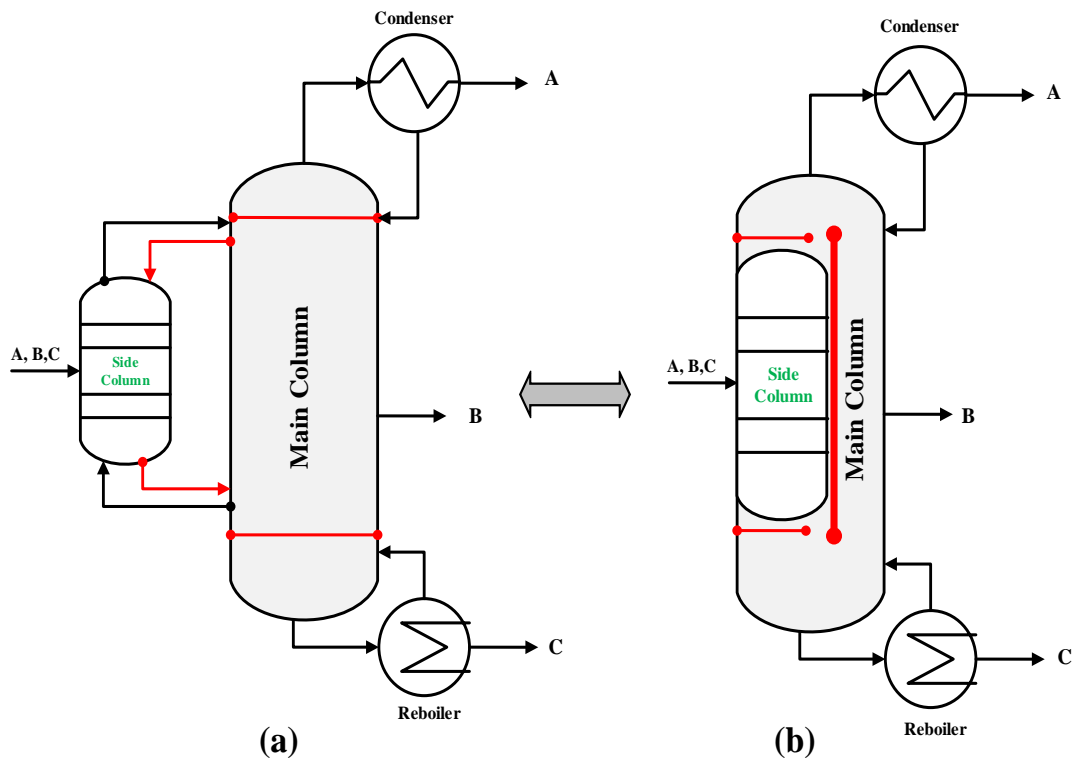 Condenser
A
A, B,C
Side
Column
Main Column
B
C
Reboiler
(a)
Condenser
A
A, B,C
Side
Column
Main Column
B
C
Reboiler
(b)